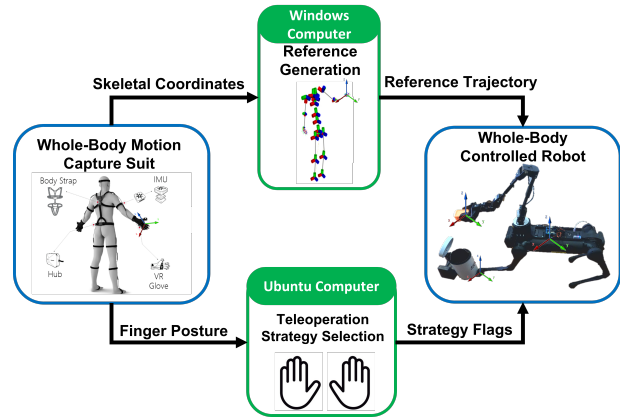 Windows
Computer
Reference
Generation
Skeletal Coordinates
Reference Trajectory
Whole-Body Motion
Capture Suit
Body Strap
IMU
Hub
VR
Glove
Whole-Body
Controlled Robot
Ubuntu Computer
Teleoperation
Strategy Selection
Finger Posture
Strategy Flags